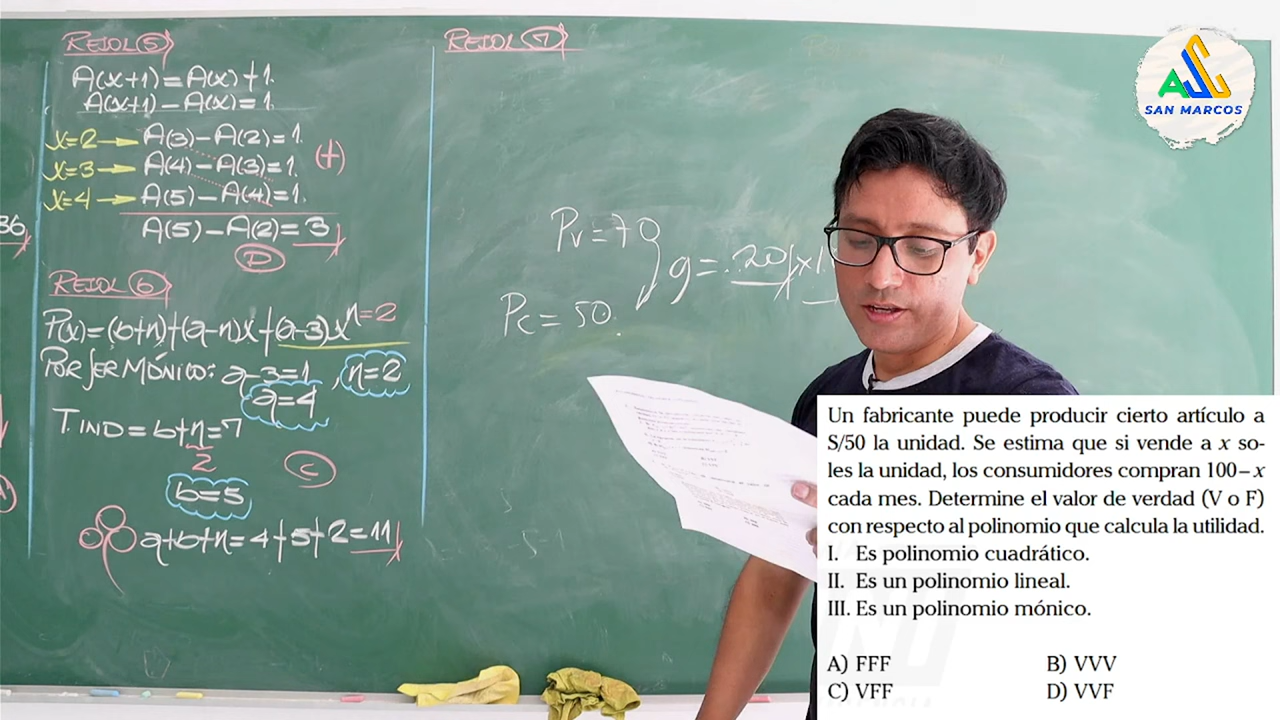 RESOL 5
A(x+1)=A(x)+1.
A(x+1)-A(x)=1.
x=2→ A(3)-A(2)=1.
x=3→ A(4)-A(3)=1. (+)
x=4→ A(5)-A(4)=1.
A(5)-A(2)=3
D
36
RESOL 6
P(x)=(b+n)+(a-n)x+(a-3)x^n=2
POR SER MÓNICO: a-3=1, n=2
a=4
T. IND=b+n=7
2
C
b=5
a+b+n=4+5+2=11
RESOL 7
Pv=70
g=20/x1
Pc=50.
SAN MARCOS
Un fabricante puede producir cierto artículo a
S/50 la unidad. Se estima que si vende a x so-
les la unidad, los consumidores compran 100-x
cada mes. Determine el valor de verdad (V o F)
con respecto al polinomio que calcula la utilidad.
I. Es polinomio cuadrático.
II. Es un polinomio lineal.
III. Es un polinomio mónico.
A) FFF B) VVV
C) VFF D) VVF